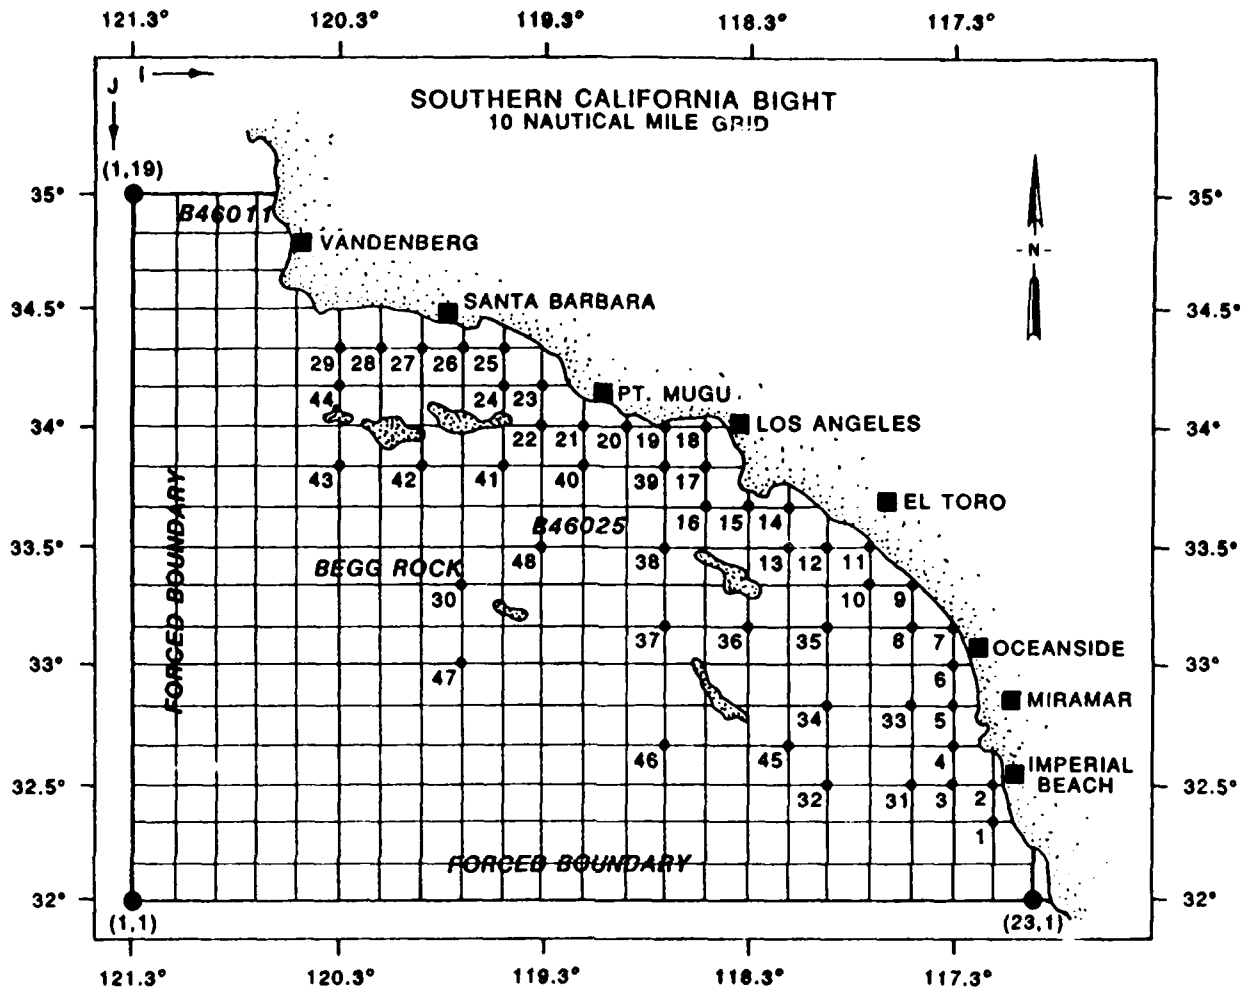 121.3° 120.3° 119.3° 118.3° 117.3°
I
J
SOUTHERN CALIFORNIA BIGHT
10 NAUTICAL MILE GRID
(1,19)
35° 35°
B46011
VANDENBERG
-N-
34.5° 34.5°
SANTA BARBARA
29 28 27 26 25
PT. MUGU
44 24 23
34° LOS ANGELES 34°
22 21 20 19 18
43 42 41 40 39 17
EL TORO
16 15 14
B46025
33.5° 33.5°
48 38 13 12 11
BEGG ROCK
30 10 9
FORCED BOUNDARY
37 36 35 8 7
OCEANSIDE
33° 33°
47 6
MIRAMAR
34 33 5
46 45 4
IMPERIAL
BEACH
32.5° 32.5°
32 31 3 2
1
FORCED BOUNDARY
32° 32°
(1,1) (23,1)
121.3° 120.3° 119.3° 118.3° 117.3°